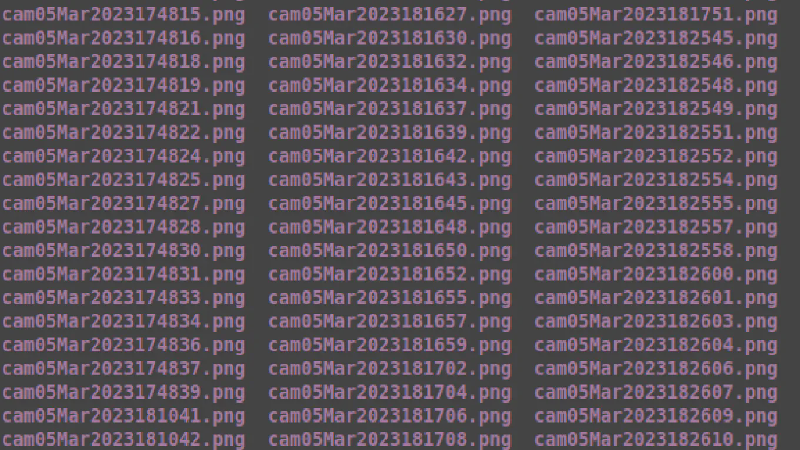 cam05Mar2023174815.png cam05Mar2023181627.png cam05Mar2023181751.png
cam05Mar2023174816.png cam05Mar2023181630.png cam05Mar2023182545.png
cam05Mar2023174818.png cam05Mar2023181632.png cam05Mar2023182546.png
cam05Mar2023174819.png cam05Mar2023181634.png cam05Mar2023182548.png
cam05Mar2023174821.png cam05Mar2023181637.png cam05Mar2023182549.png
cam05Mar2023174822.png cam05Mar2023181639.png cam05Mar2023182551.png
cam05Mar2023174824.png cam05Mar2023181642.png cam05Mar2023182552.png
cam05Mar2023174825.png cam05Mar2023181643.png cam05Mar2023182554.png
cam05Mar2023174827.png cam05Mar2023181645.png cam05Mar2023182555.png
cam05Mar2023174828.png cam05Mar2023181648.png cam05Mar2023182557.png
cam05Mar2023174830.png cam05Mar2023181650.png cam05Mar2023182558.png
cam05Mar2023174831.png cam05Mar2023181652.png cam05Mar2023182600.png
cam05Mar2023174833.png cam05Mar2023181655.png cam05Mar2023182601.png
cam05Mar2023174834.png cam05Mar2023181657.png cam05Mar2023182603.png
cam05Mar2023174836.png cam05Mar2023181659.png cam05Mar2023182604.png
cam05Mar2023174837.png cam05Mar2023181702.png cam05Mar2023182606.png
cam05Mar2023174839.png cam05Mar2023181704.png cam05Mar2023182607.png
cam05Mar2023181041.png cam05Mar2023181706.png cam05Mar2023182609.png
cam05Mar2023181042.png cam05Mar2023181708.png cam05Mar2023182610.png